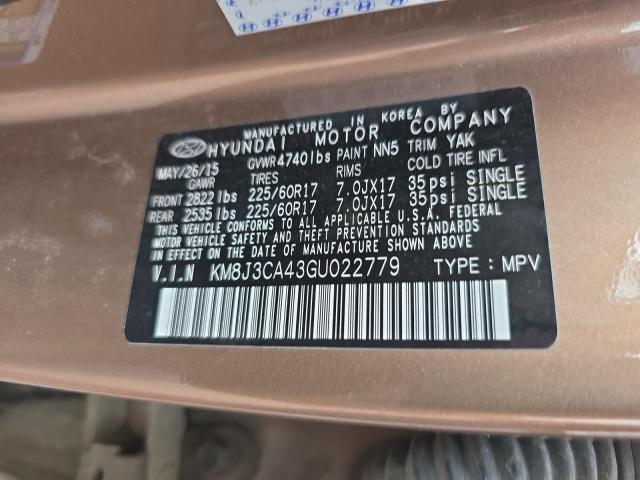 MANUFACTURED IN KOREA BY
HYUNDAI MOTOR COMPANY
MAY/26/15 GVWR 4740lbs PAINT NN5 TRIM YAK
GAWR TIRES RIMS COLD TIRE INFL
FRONT 2822 lbs 225/60R17 7.0JX17 35 psi SINGLE
REAR 2535 lbs 225/60R17 7.0JX17 35 psi SINGLE
THIS VEHICLE CONFORMS TO ALL APPLICABLE U.S.A. FEDERAL
MOTOR VEHICLE SAFETY, BUMPER, AND THEFT PREVENTION
STANDARDS IN EFFECT ON THE DATE OF MANUFACTURE SHOWN ABOVE.
V.I.N KM8J3CA43GU022779 TYPE : MPV